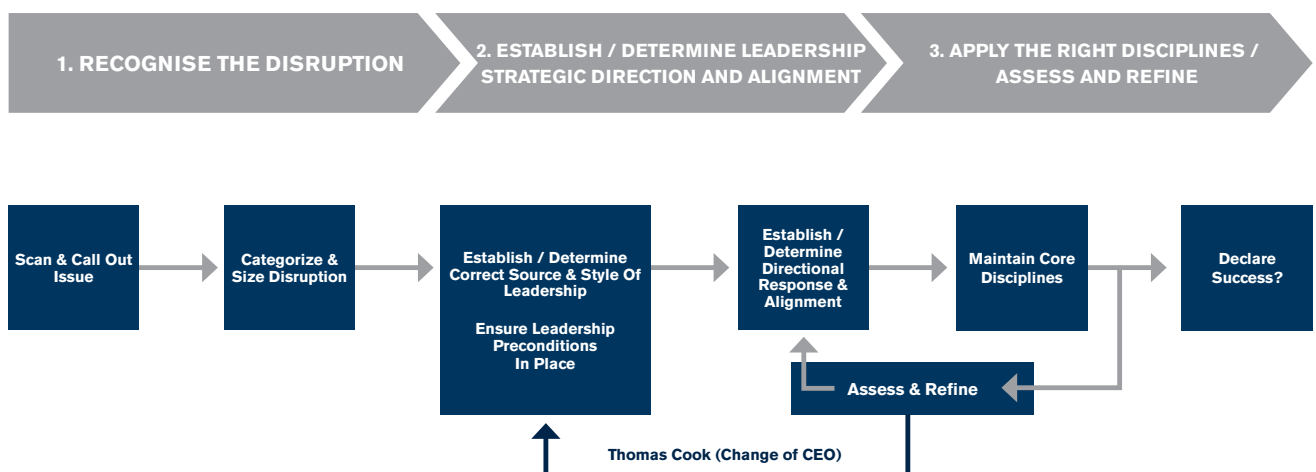 1. RECOGNISE THE DISRUPTION
2. ESTABLISH / DETERMINE LEADERSHIP
STRATEGIC DIRECTION AND ALIGNMENT
3. APPLY THE RIGHT DISCIPLINES /
ASSESS AND REFINE
Scan & Call Out
Issue
Categorize &
Size Disruption
Establish / Determine
Correct Source & Style Of
Leadership
Ensure Leadership
Preconditions
In Place
Establish /
Determine
Directional
Response &
Alignment
Maintain Core
Disciplines
Declare
Success?
Assess & Refine
Thomas Cook (Change of CEO)